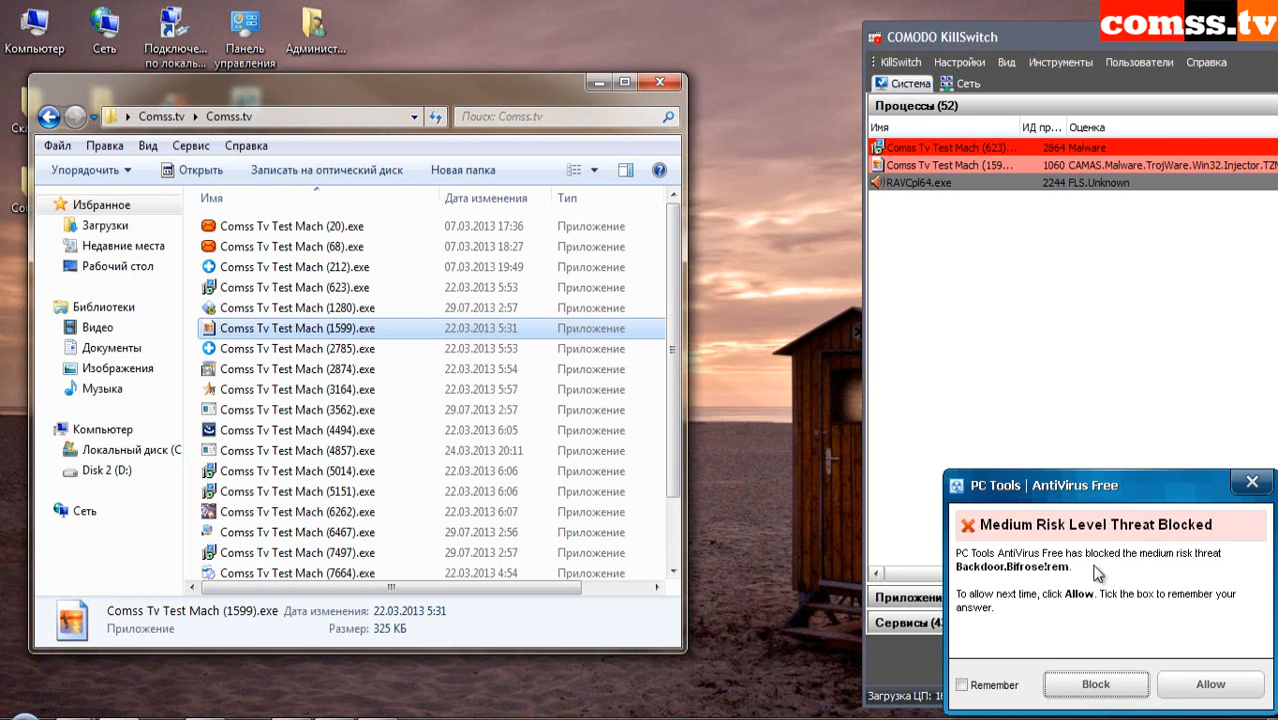 comss.tv
Компьютер
Сеть
Подключе...
по локаль...
Панель
управления
Админист...
Comss.tv
Comss.tv
Поиск: Comss.tv
Файл
Правка
Вид
Сервис
Справка
Упорядочить
Открыть
Записать на оптический диск
Новая папка
Избранное
Загрузки
Недавние места
Рабочий стол
Библиотеки
Видео
Документы
Изображения
Музыка
Компьютер
Локальный диск (C
Disk 2 (D:)
Сеть
Имя Дата изменения Тип
Comss Tv Test Mach (20).exe 07.03.2013 17:36 Приложение
Comss Tv Test Mach (68).exe 07.03.2013 18:27 Приложение
Comss Tv Test Mach (212).exe 07.03.2013 19:49 Приложение
Comss Tv Test Mach (623).exe 22.03.2013 5:53 Приложение
Comss Tv Test Mach (1280).exe 29.07.2013 2:57 Приложение
Comss Tv Test Mach (1599).exe 22.03.2013 5:31 Приложение
Comss Tv Test Mach (2785).exe 22.03.2013 5:53 Приложение
Comss Tv Test Mach (2874).exe 22.03.2013 5:54 Приложение
Comss Tv Test Mach (3164).exe 22.03.2013 5:57 Приложение
Comss Tv Test Mach (3562).exe 29.07.2013 2:57 Приложение
Comss Tv Test Mach (4494).exe 22.03.2013 6:05 Приложение
Comss Tv Test Mach (4857).exe 24.03.2013 20:11 Приложение
Comss Tv Test Mach (5014).exe 22.03.2013 6:06 Приложение
Comss Tv Test Mach (5151).exe 22.03.2013 6:06 Приложение
Comss Tv Test Mach (6262).exe 22.03.2013 6:07 Приложение
Comss Tv Test Mach (6467).exe 29.07.2013 2:56 Приложение
Comss Tv Test Mach (7497).exe 29.07.2013 2:57 Приложение
Comss Tv Test Mach (7664).exe 22.03.2013 4:54 Приложение
Comss Tv Test Mach (1599).exe Дата изменения: 22.03.2013 5:31
Приложение Размер: 325 КБ
COMODO KillSwitch
KillSwitch Настройки Вид Инструменты Пользователи Справка
Система Сеть
Процессы (52)
Имя ИД пр... Оценка
Comss Tv Test Mach (623)... 2864 Malware
Comss Tv Test Mach (159... 1060 CAMAS.Malware.TrojWare.Win32.Injector.TZM
RAVCpl64.exe 2244 FLS.Unknown
Приложени
Сервисы (4
Загрузка ЦП: 1
PC Tools | AntiVirus Free
Medium Risk Level Threat Blocked
PC Tools AntiVirus Free has blocked the medium risk threat
Backdoor.Bifrose!rem.
To allow next time, click Allow. Tick the box to remember your
answer.
Remember
Block
Allow